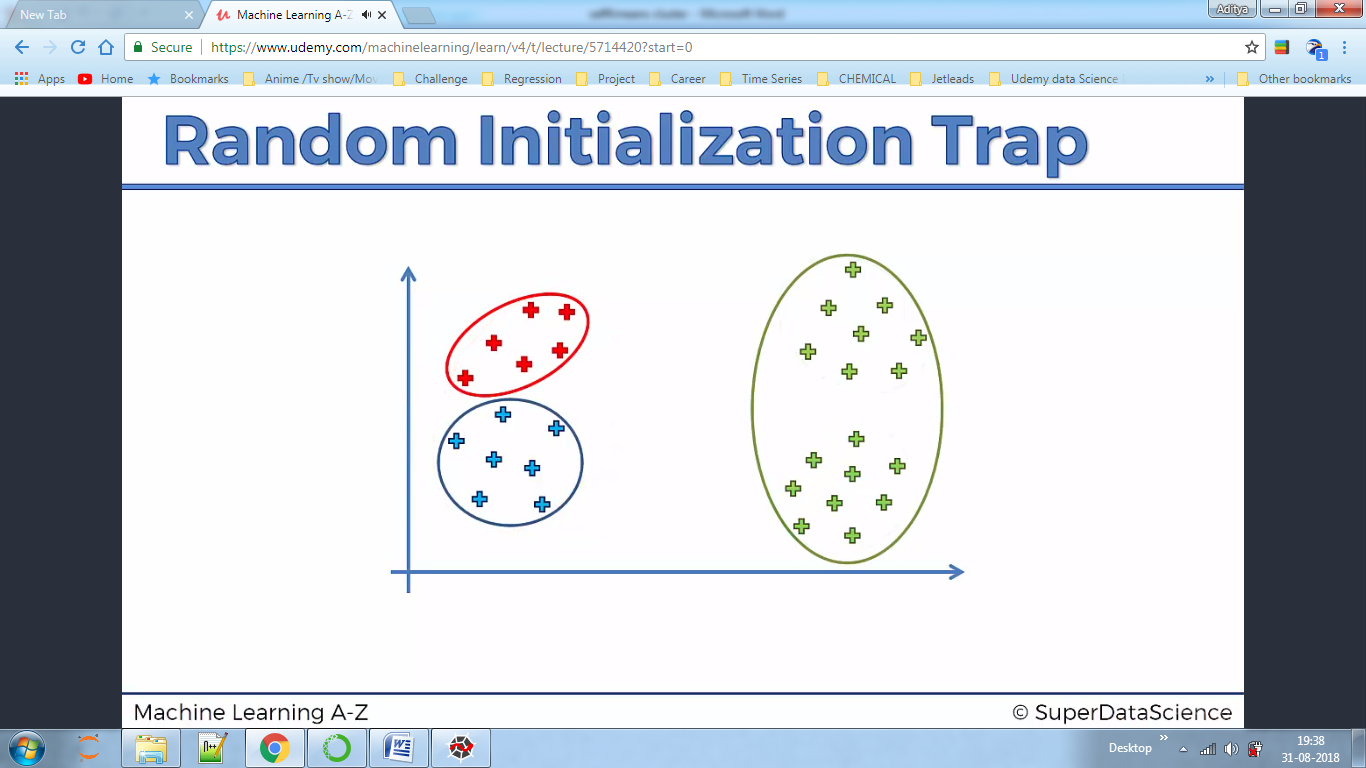 New Tab
Machine Learning A-Z
Aditya
Secure
https://www.udemy.com/machinelearning/learn/v4/t/lecture/5714420?start=0
1
Apps Home Bookmarks Anime /Tv show/Mov Challenge Regression Project Career Time Series CHEMICAL Jetleads Udemy data Science » Other bookmarks
Random Initialization Trap
Machine Learning A-Z © SuperDataScience
Desktop » 19:38
31-08-2018